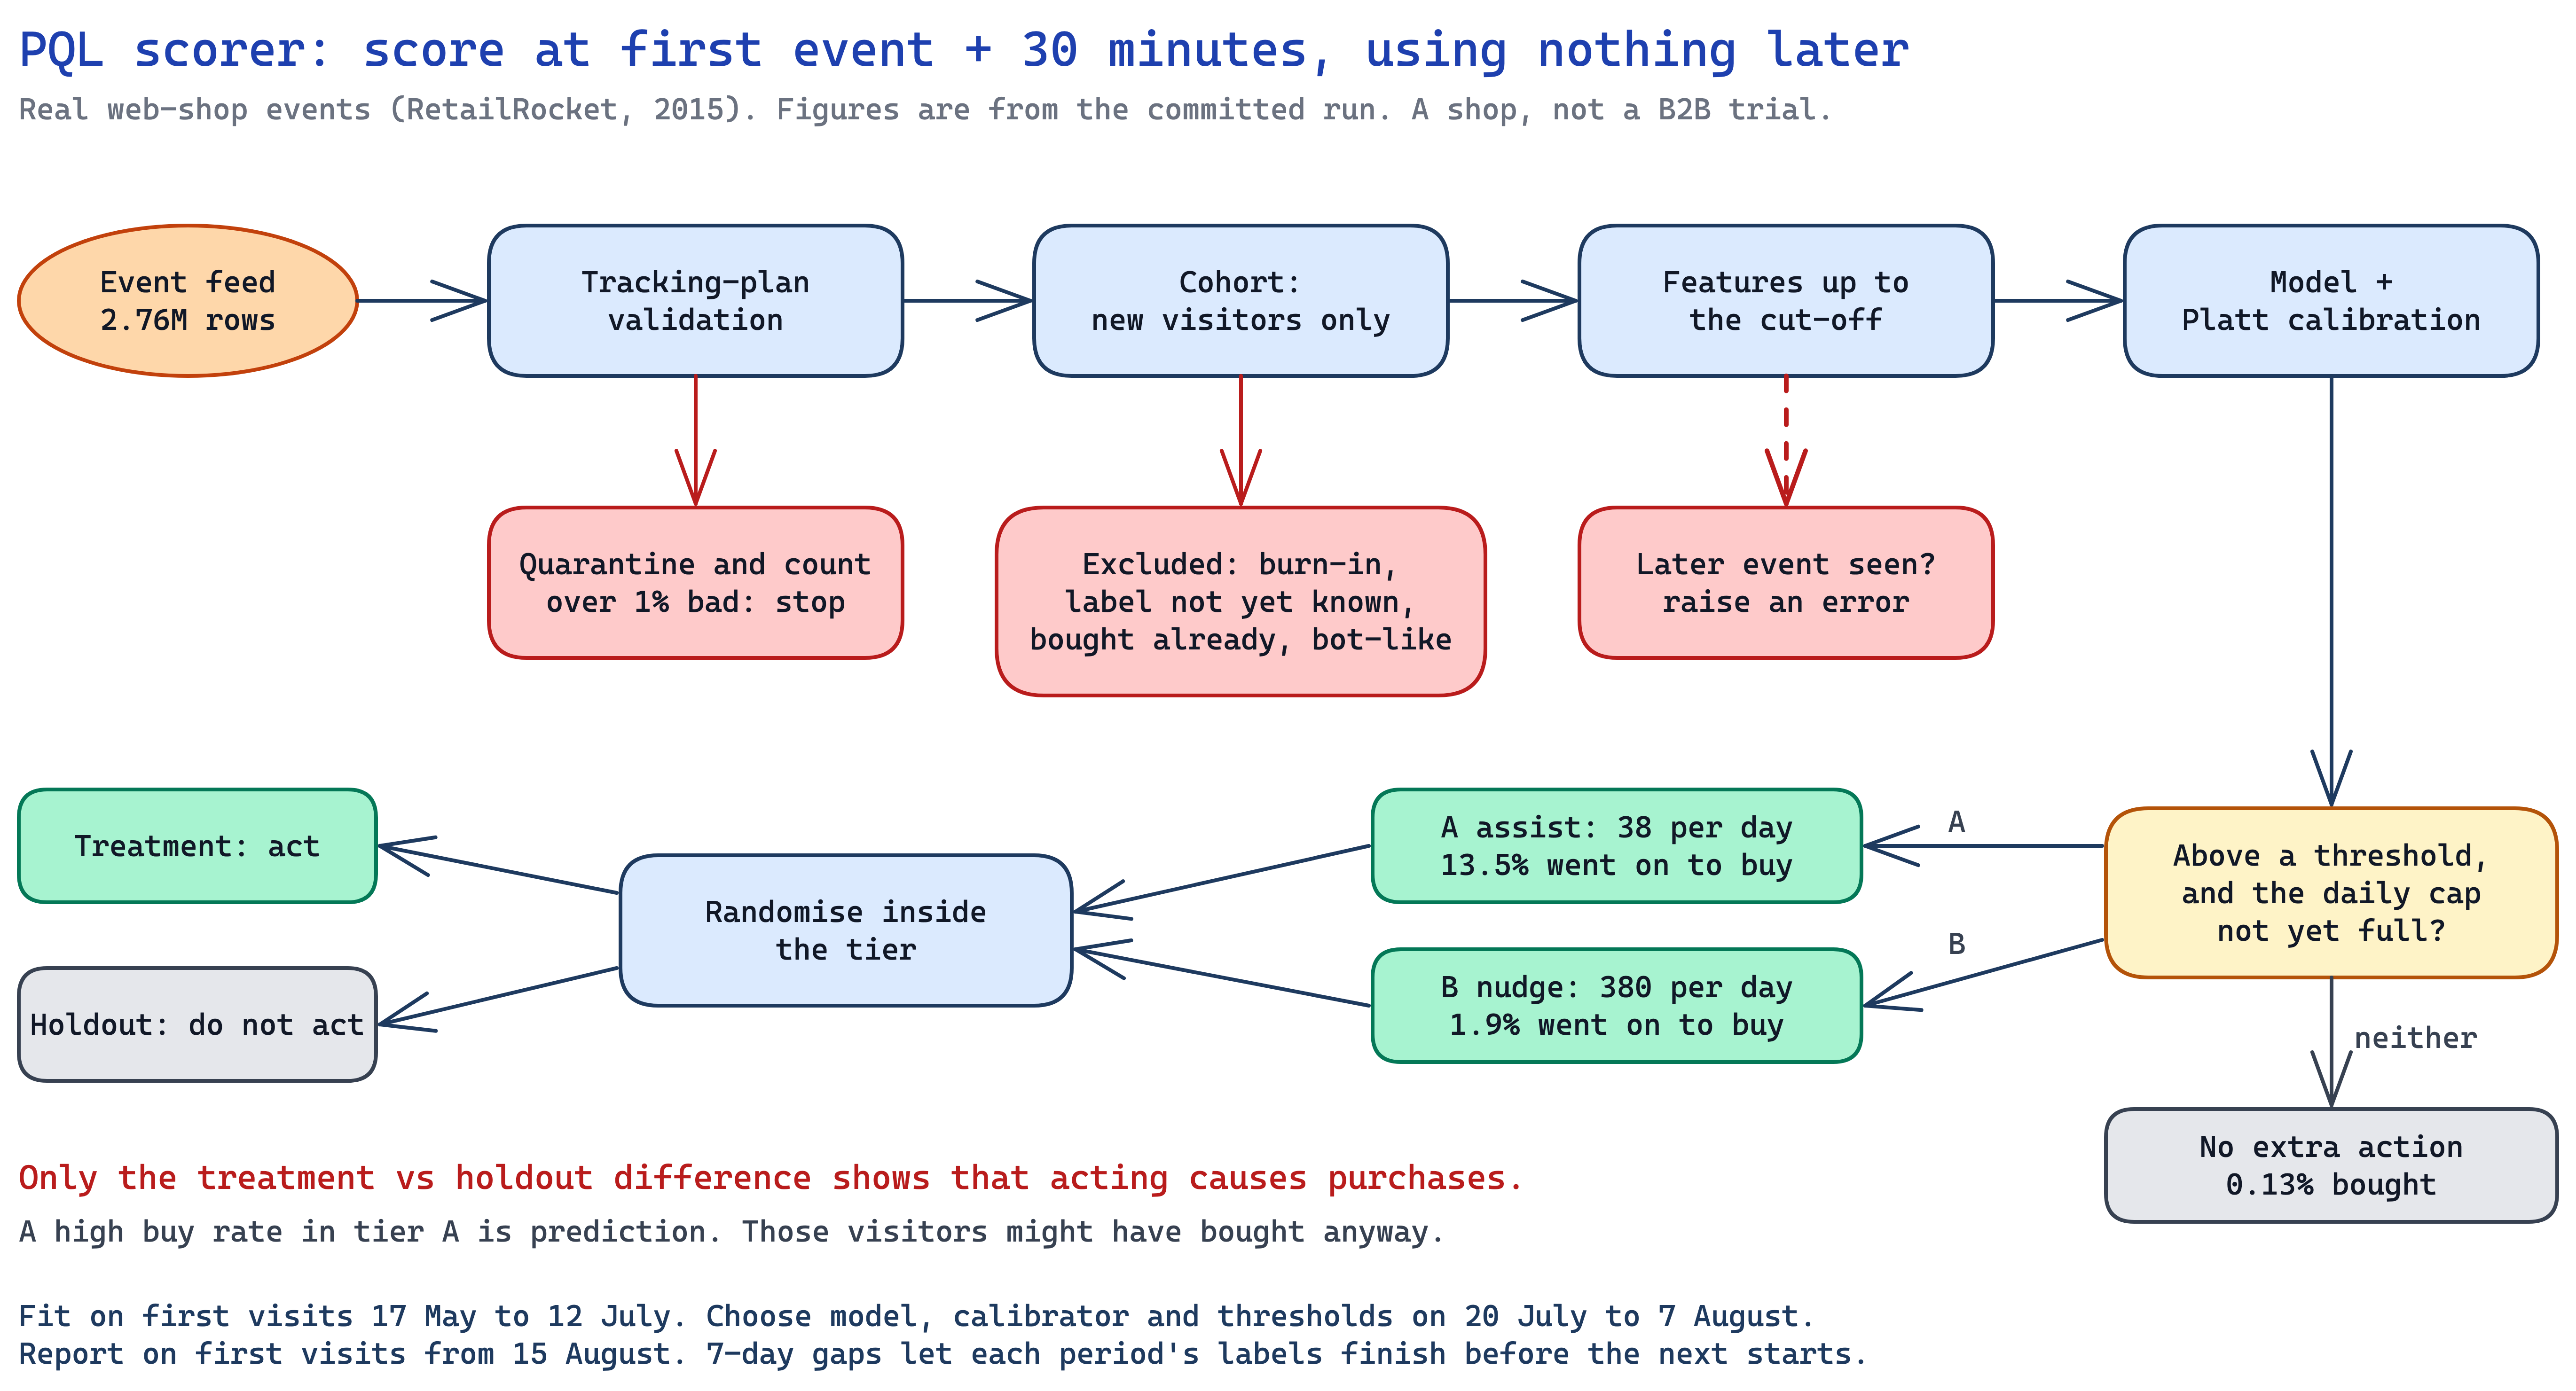 PQL scorer: score at first event + 30 minutes, using nothing later
Real web-shop events (RetailRocket, 2015). Figures are from the committed run. A shop, not a B2B trial.
Event feed
2.76M rows
Tracking-plan
validation
Cohort:
new visitors only
Features up to
the cut-off
Model +
Platt calibration
Quarantine and count
over 1% bad: stop
Excluded: burn-in,
label not yet known,
bought already, bot-like
Later event seen?
raise an error
Treatment: act
Holdout: do not act
Randomise inside
the tier
A assist: 38 per day
13.5% went on to buy
B nudge: 380 per day
1.9% went on to buy
A
B
Above a threshold,
and the daily cap
not yet full?
neither
No extra action
0.13% bought
Only the treatment vs holdout difference shows that acting causes purchases.
A high buy rate in tier A is prediction. Those visitors might have bought anyway.
Fit on first visits 17 May to 12 July. Choose model, calibrator and thresholds on 20 July to 7 August.
Report on first visits from 15 August. 7-day gaps let each period's labels finish before the next starts.